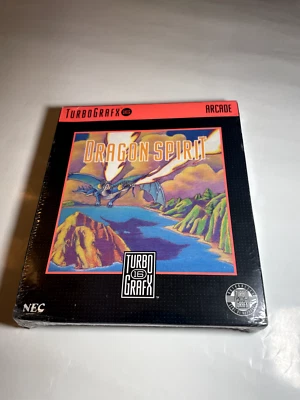 TURBOGRAFX 16 ARCADE
DRAGON SPIRIT
TURBO
16
GRAFX
NEC